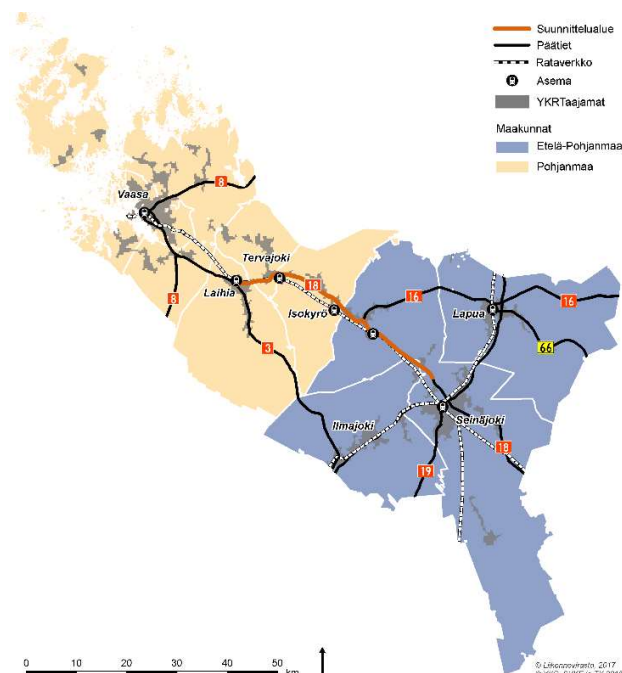 Suunnittelualue
Päätiet
Rataverkko
Asema
YKRTaajamat
Maakunnat
Etelä-Pohjanmaa
Pohjanmaa
8
Vaasa
Tervajoki
8
Laihia
18
Isokyrö
16
Lapua
16
66
3
Ilmajoki
Seinäjoki
19
18
0 10 20 30 40 50
km
© Liikennevirasto, 2017